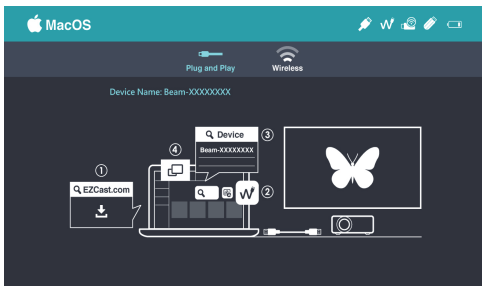 MacOS
Plug and Play
Wireless
Device Name: Beam-XXXXXXXX
④
Device
③
Beam-XXXXXXXX
①
EZCast.com
②